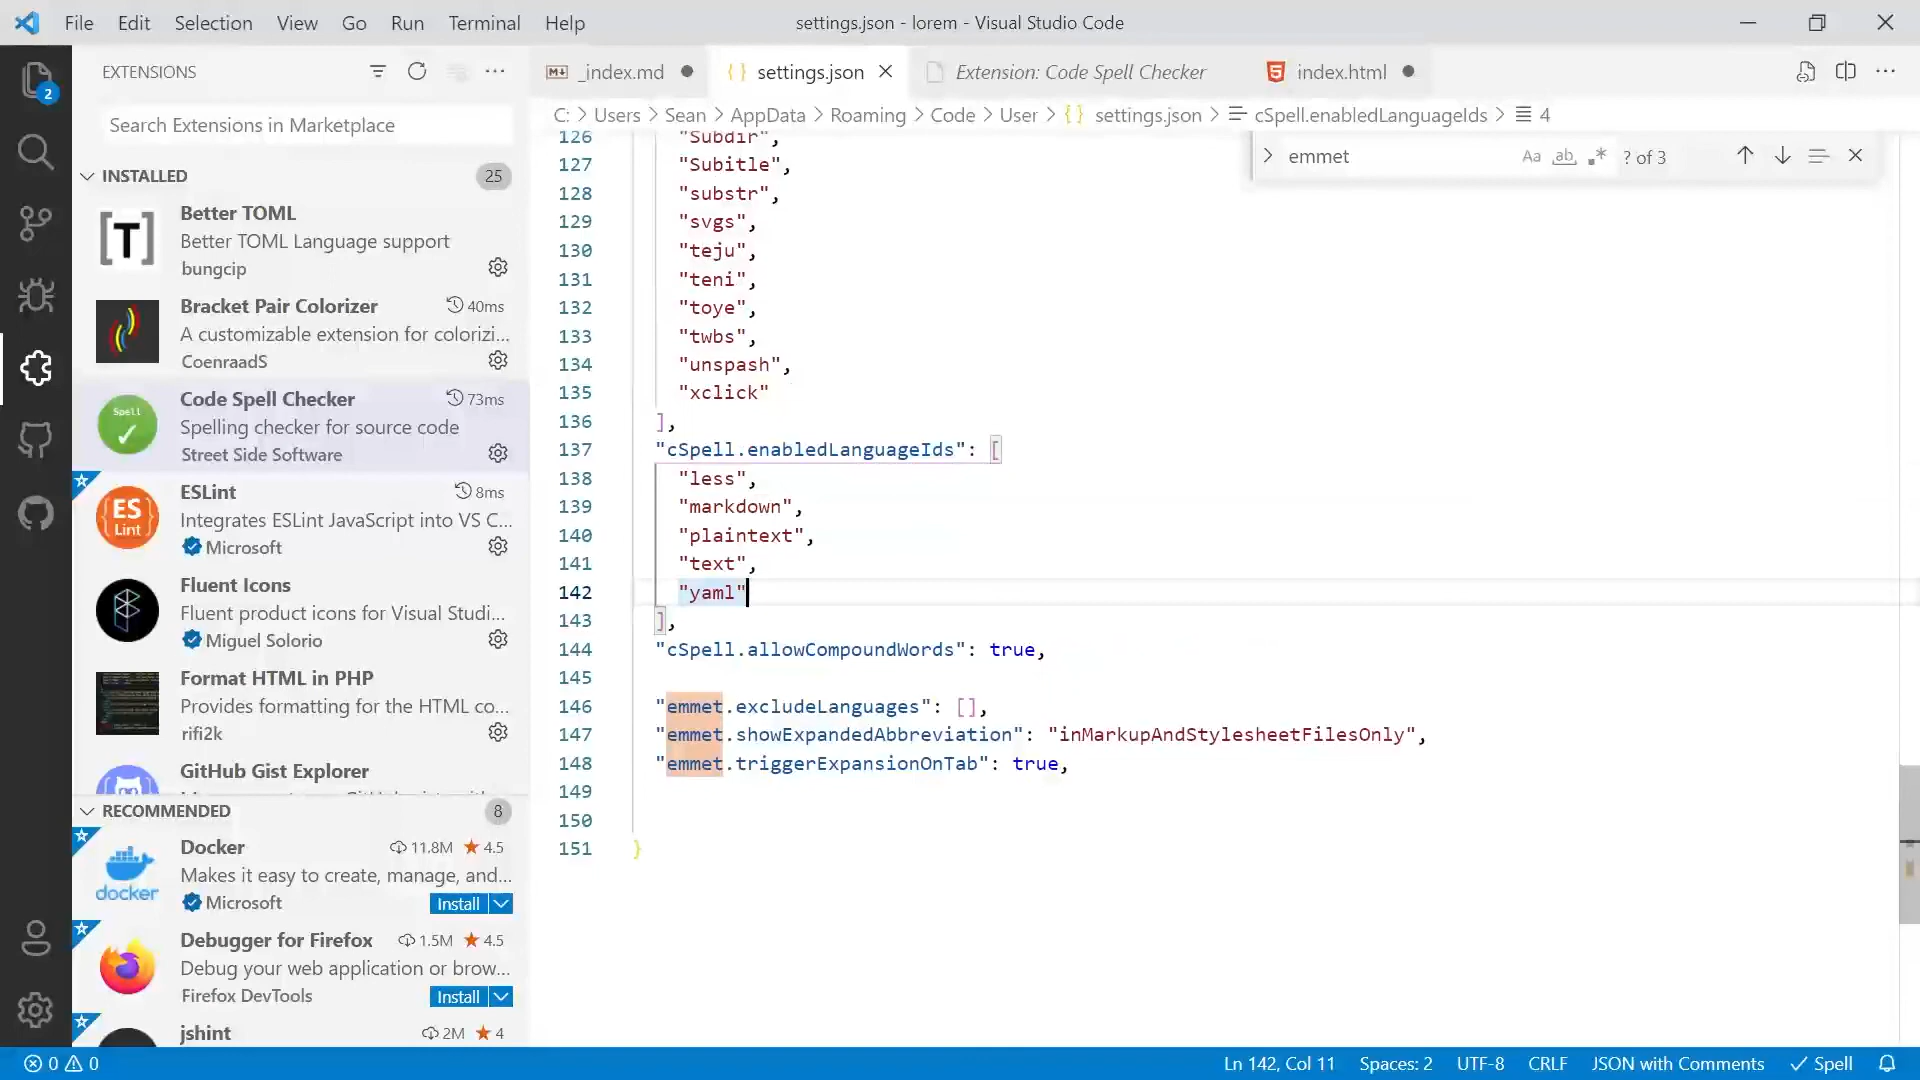 File Edit Selection View Go Run Terminal Help
settings.json - lorem - Visual Studio Code
2
EXTENSIONS
Search Extensions in Marketplace
INSTALLED 25
Better TOML
Better TOML Language support
bungcip
Bracket Pair Colorizer 40ms
A customizable extension for colorizi...
CoenraadS
Spell
Code Spell Checker 73ms
Spelling checker for source code
Street Side Software
ES
Lint
ESLint 8ms
Integrates ESLint JavaScript into VS C...
Microsoft
Fluent Icons
Fluent product icons for Visual Studi...
Miguel Solorio
Format HTML in PHP
Provides formatting for the HTML co...
rifi2k
GitHub Gist Explorer
RECOMMENDED 8
docker
Docker 11.8M 4.5
Makes it easy to create, manage, and...
Microsoft Install
Debugger for Firefox 1.5M 4.5
Debug your web application or brow...
Firefox DevTools Install
jshint 2M 4
_index.md settings.json Extension: Code Spell Checker index.html
C: > Users > Sean > AppData > Roaming > Code > User > {} settings.json > cSpell.enabledLanguageIds > 4
emmet Aa ab .* ? of 3
126 "Subdir",
127 "Subitle",
128 "substr",
129 "svgs",
130 "teju",
131 "teni",
132 "toye",
133 "twbs",
134 "unspash",
135 "xclick"
136 ],
137 "cSpell.enabledLanguageIds": [
138 "less",
139 "markdown",
140 "plaintext",
141 "text",
142 "yaml"
143 ],
144 "cSpell.allowCompoundWords": true,
145
146 "emmet.excludeLanguages": [],
147 "emmet.showExpandedAbbreviation": "inMarkupAndStylesheetFilesOnly",
148 "emmet.triggerExpansionOnTab": true,
149
150
151 }
0 0 Ln 142, Col 11 Spaces: 2 UTF-8 CRLF JSON with Comments Spell